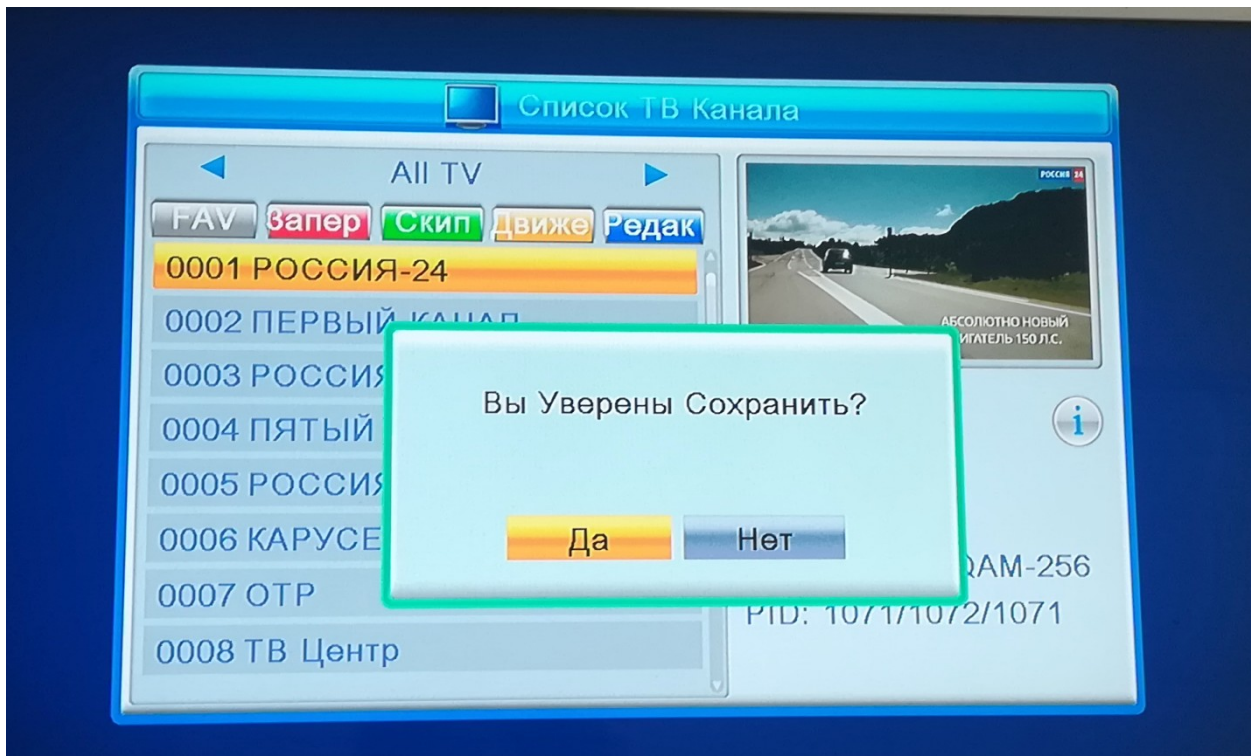 Список ТВ Канала
All TV
FAV Запер Скип Движе Редак
0001 РОССИЯ-24
0002 ПЕРВЫЙ КАНАЛ
0003 РОССИЯ
0004 ПЯТЫЙ
0005 РОССИЯ
0006 КАРУСЕ
0007 ОТР
0008 ТВ Центр
РОССИЯ 24
АБСОЛЮТНО НОВЫЙ
ИГАТЕЛЬ 150 Л.С.
Вы Уверены Сохранить?
Да Нет
i
QAM-256
PID: 1071/1072/1071